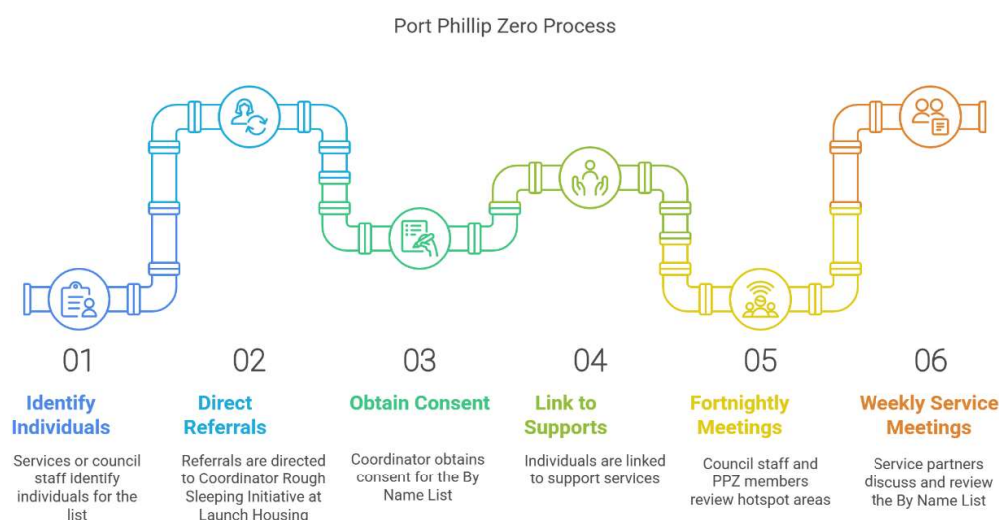 Port Phillip Zero Process
01
Identify
Individuals
Services or council
staff identify
individuals for the
list
02
Direct
Referrals
Referrals are directed
to Coordinator Rough
Sleeping Initiative at
Launch Housing
03
Obtain Consent
Coordinator obtains
consent for the By
Name List
04
Link to
Supports
Individuals are linked
to support services
05
Fortnightly
Meetings
Council staff and
PPZ members
review hotspot areas
06
Weekly Service
Meetings
Service partners
discuss and review
the By Name List